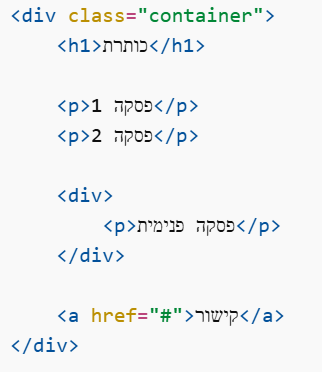 <div class="container">
    <h1>כותרת</h1>

    <p>פסקה 1</p>
    <p>פסקה 2</p>

    <div>
        <p>פסקה פנימית</p>
    </div>

    <a href="#">קישור</a>
</div>